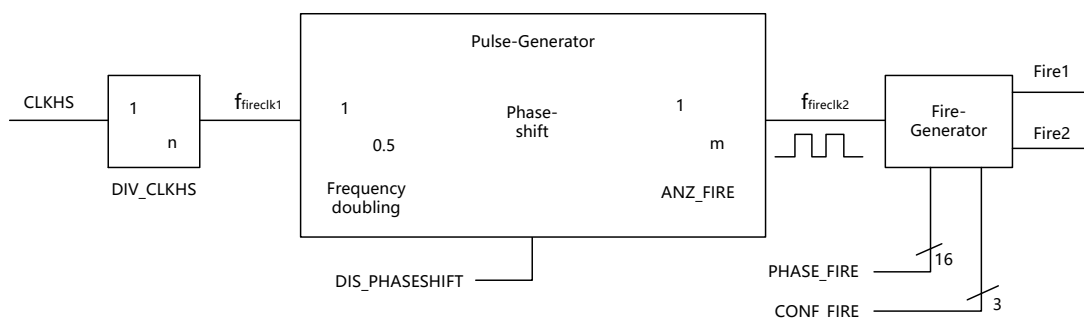 Pulse-Generator
CLKHS
1
n
DIV_CLKHS
ffireclk1
1
0.5
Frequency
doubling
Phase-
shift
1
m
ANZ_FIRE
DIS_PHASESHIFT
ffireclk2
Fire-
Generator
Fire1
Fire2
PHASE_FIRE
16
CONF_FIRE
3